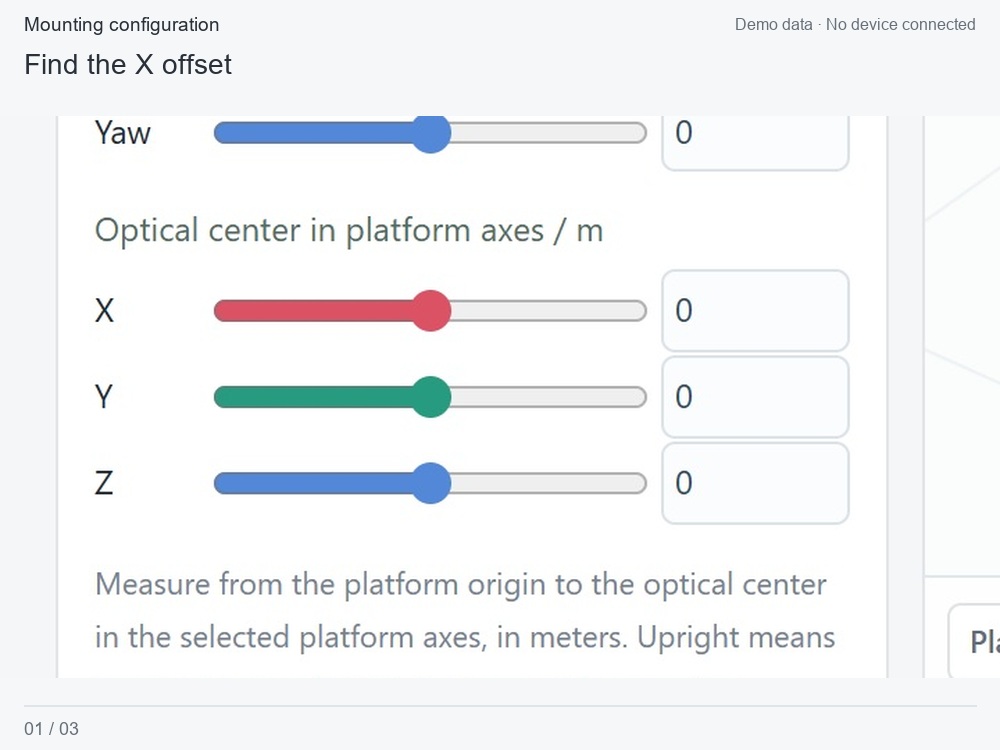 Mounting configuration
Demo data · No device connected
Find the X offset
Yaw 0
Optical center in platform axes / m
X 0
Y 0
Z 0
Measure from the platform origin to the optical center
in the selected platform axes, in meters. Upright means
01 / 03